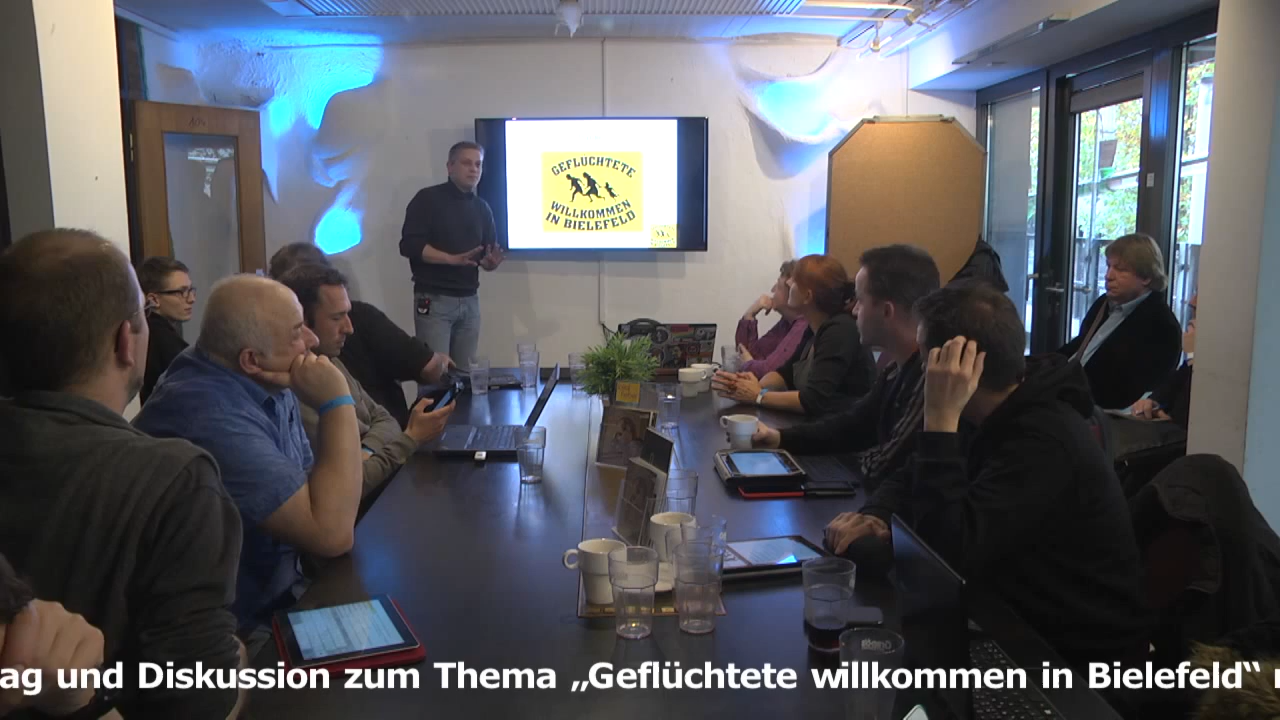 GEFLÜCHTETE
WILLKOMMEN
IN BIELEFELD
ag und Diskussion zum Thema „Geflüchtete willkommen in Bielefeld“